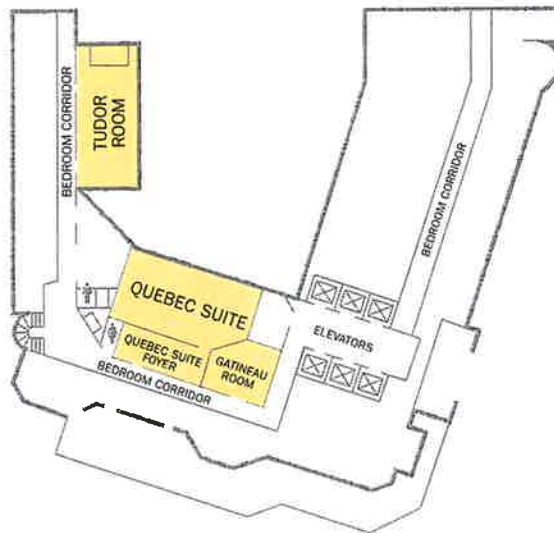 BEDROOM CORRIDOR
TUDOR
ROOM
BEDROOM CORRIDOR
QUEBEC SUITE
ELEVATORS
QUEBEC SUITE
FOYER
GATINEAU
ROOM
BEDROOM CORRIDOR